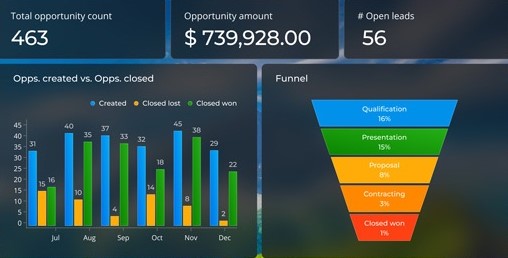 Total opportunity count
463
Opportunity amount
$ 739,928.00
# Open leads
56
Opps. created vs. Opps. closed
Created
Closed lost
Closed won
45
40
35
30
25
20
15
10
5
0
31
15
16
40
10
35
37
4
33
32
14
18
45
8
38
29
2
22
Jul
Aug
Sep
Oct
Nov
Dec
Funnel
Qualification
16%
Presentation
15%
Proposal
8%
Contracting
3%
Closed won
1%